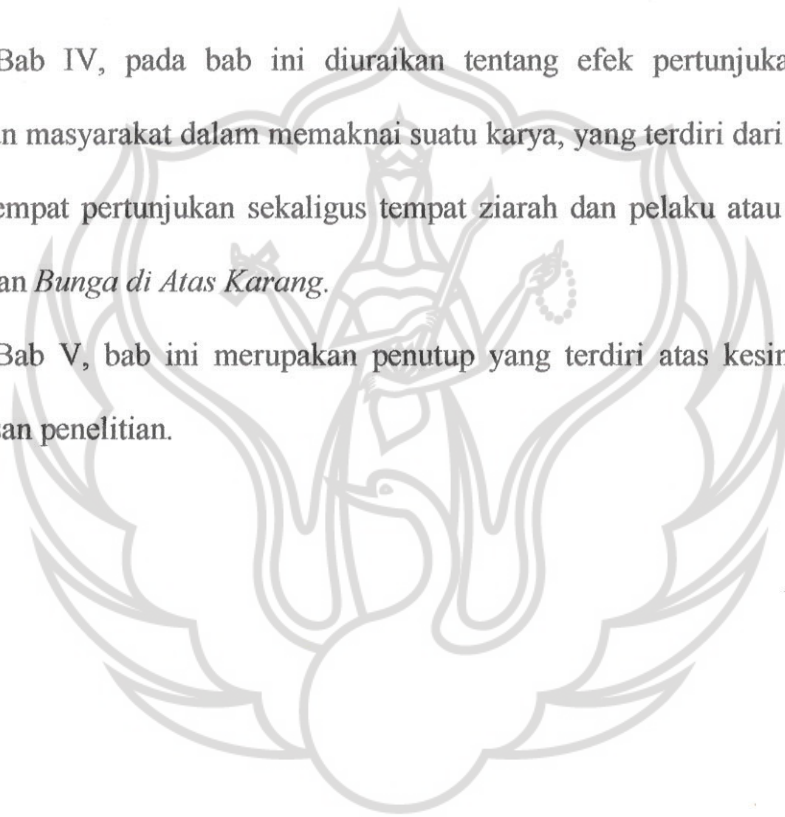 Bab IV, pada bab ini diuraikan tentang efek pertunjuka
masyarakat dalam memaknai suatu karya, yang terdiri dari
empat pertunjukan sekaligus tempat ziarah dan pelaku atau
an Bunga di Atas Karang.
Bab V, bab ini merupakan penutup yang terdiri atas kesi
an penelitian.